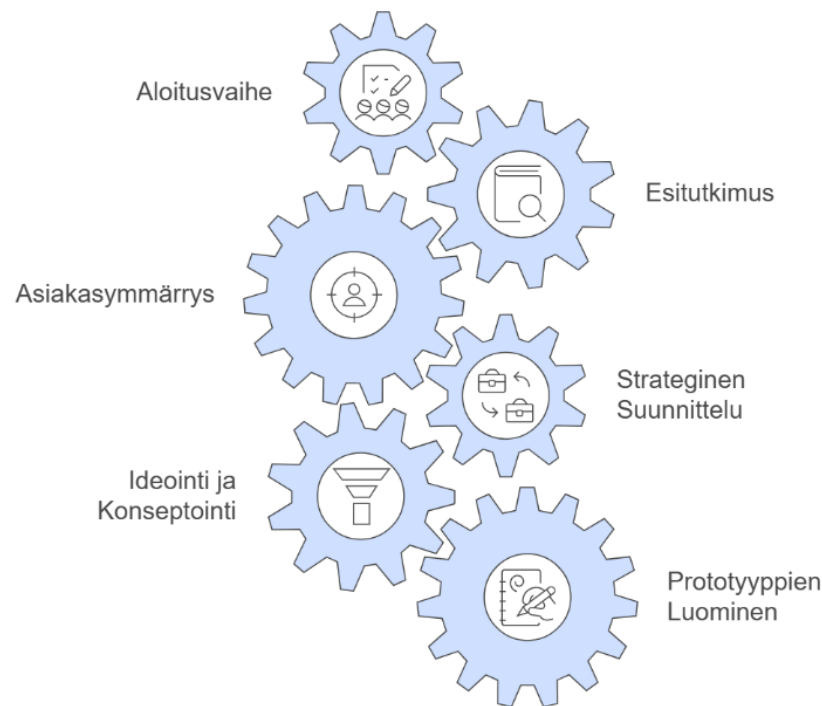 Aloitusvaihe
Esitutkimus
Asiakasymmärrys
Strateginen
Suunnittelu
Ideointi ja
Konseptointi
Prototyyppien
Luominen